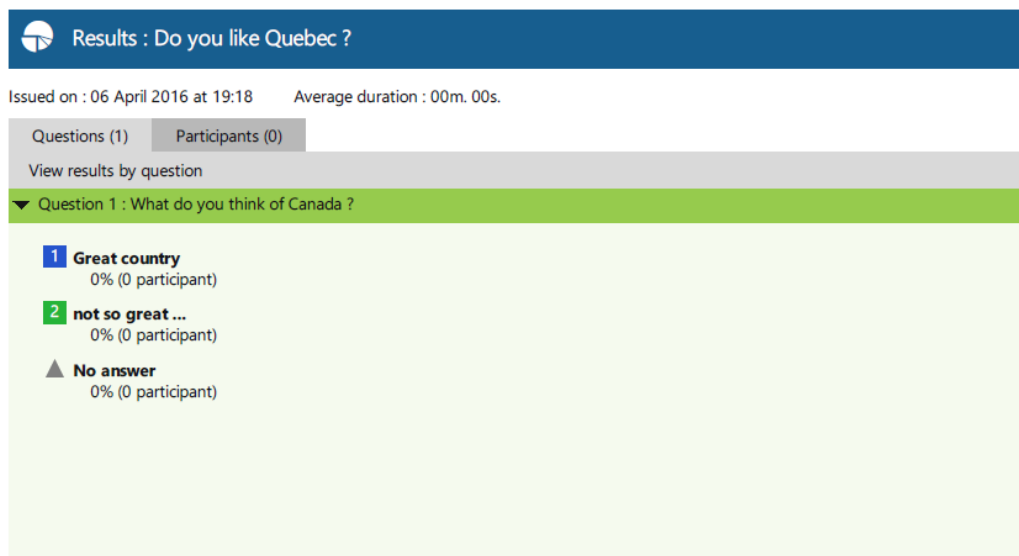 Results : Do you like Quebec ?
Issued on : 06 April 2016 at 19:18 Average duration : 00m. 00s.
Questions (1) Participants (0)
View results by question
Question 1 : What do you think of Canada ?
1 Great country
0% (0 participant)
2 not so great ...
0% (0 participant)
No answer
0% (0 participant)